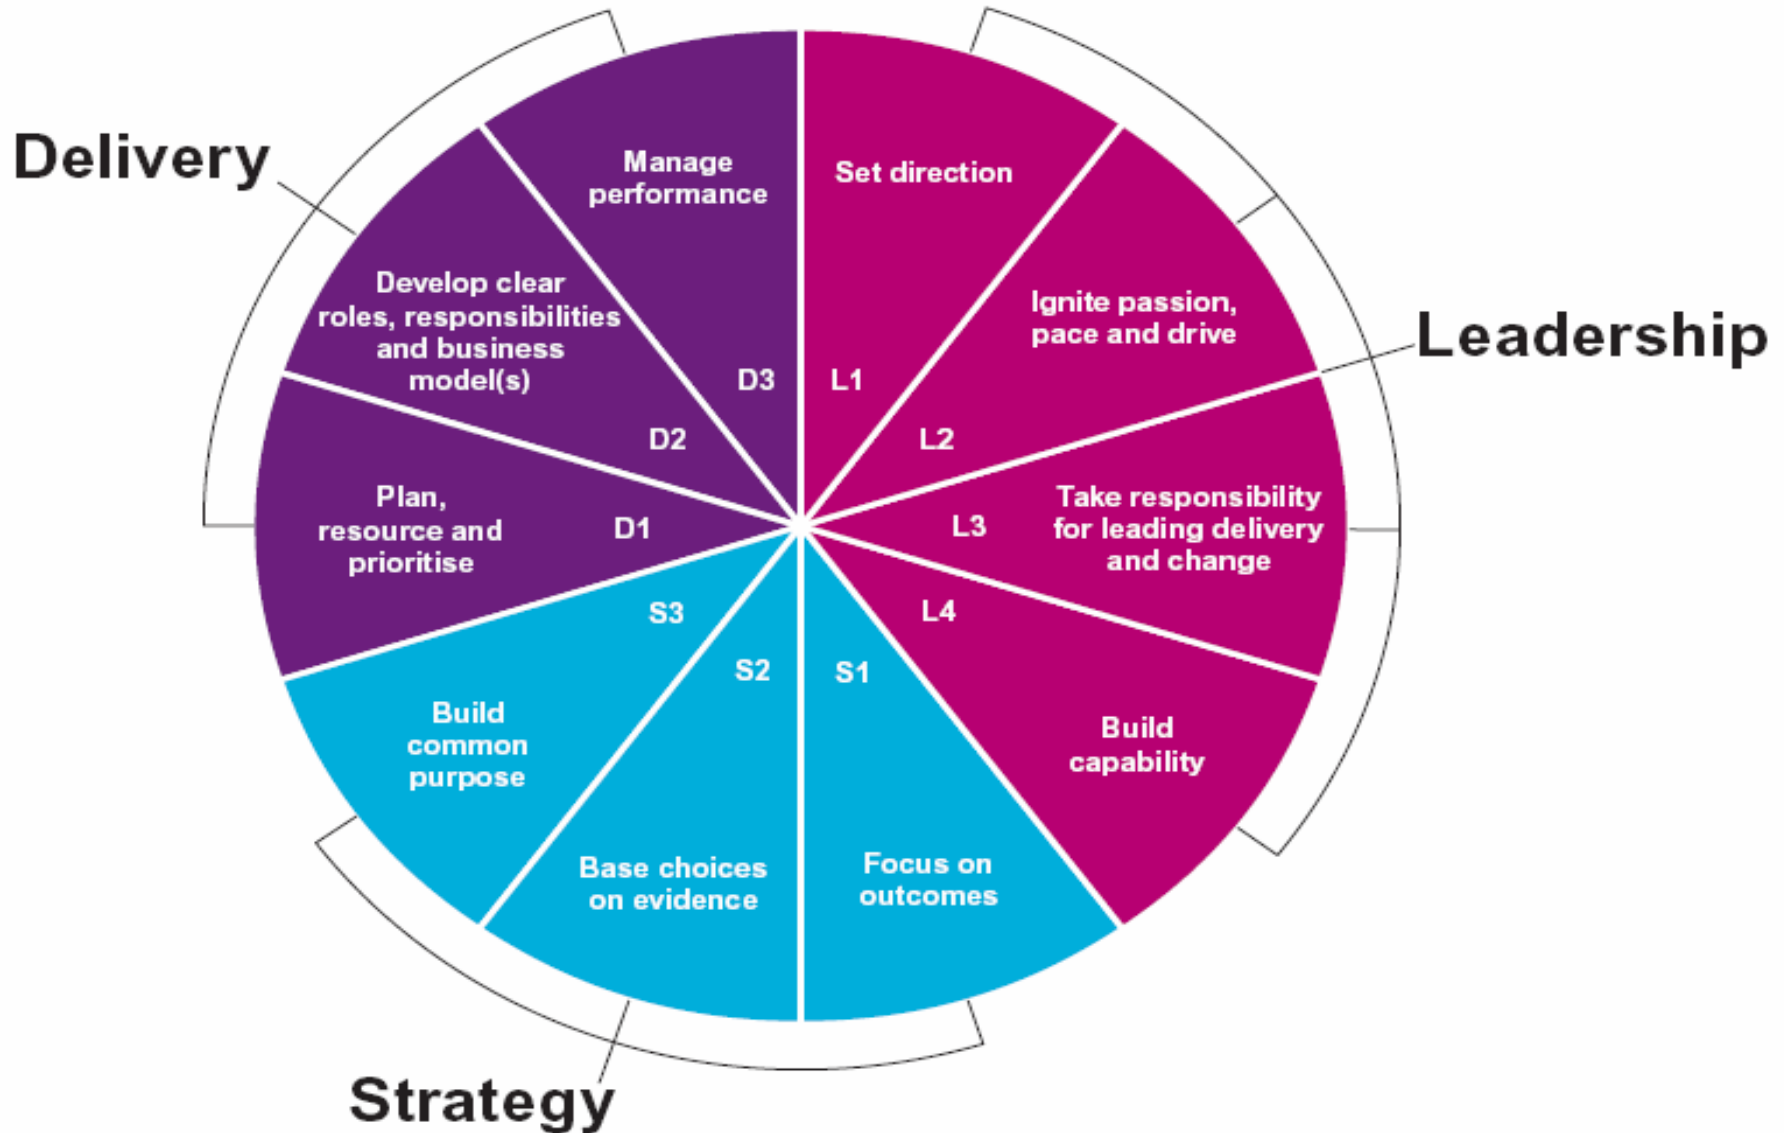 Delivery
Leadership
Strategy
Set direction
L1
Ignite passion,
pace and drive
L2
Take responsibility
for leading delivery
and change
L3
Build
capability
L4
Focus on
outcomes
S1
Base choices
on evidence
S2
Build
common
purpose
S3
Plan,
resource and
prioritise
D1
Develop clear
roles, responsibilities
and business
model(s)
D2
Manage
performance
D3